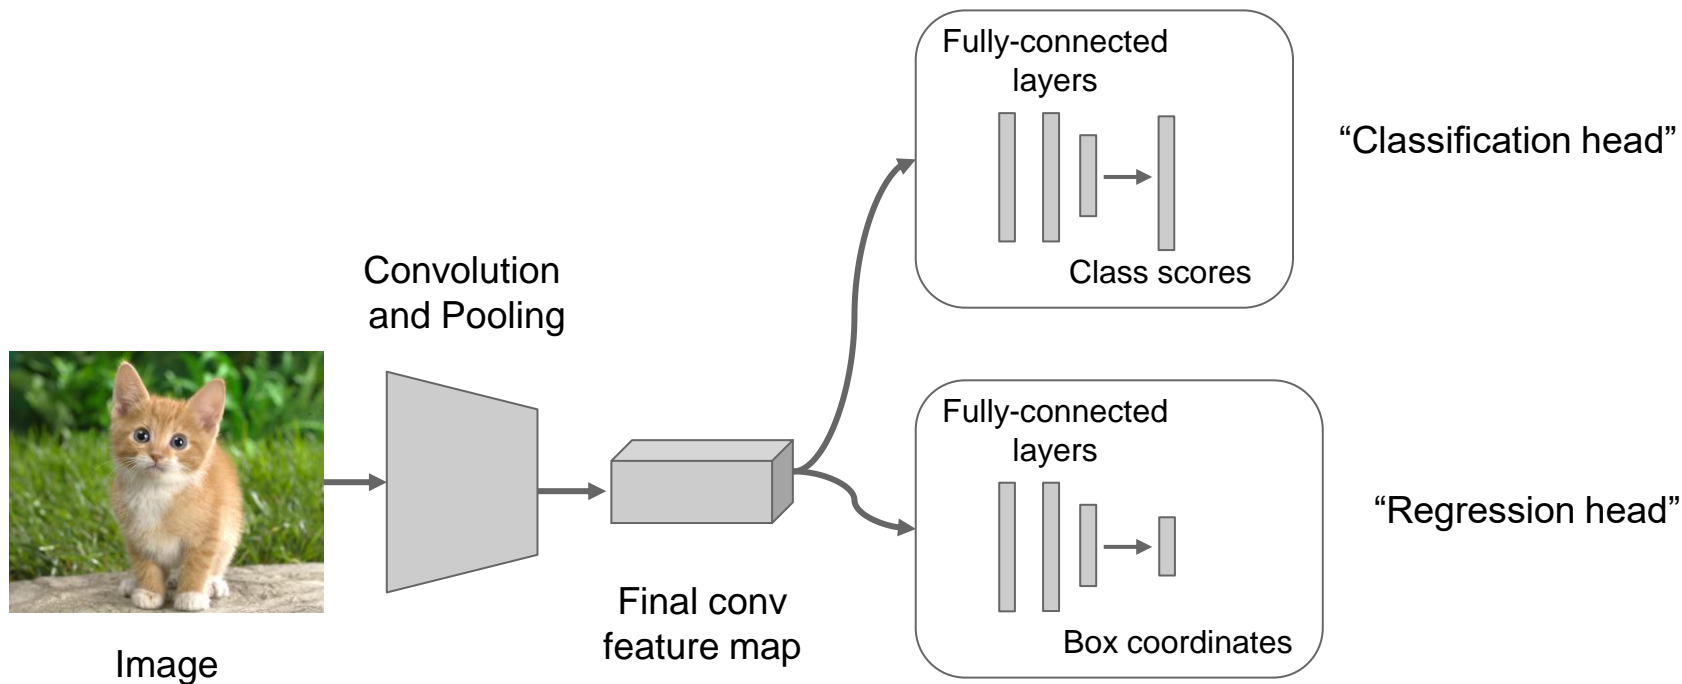 Fully-connected
layers
Class scores
“Classification head”
Convolution
and Pooling
Image
Final conv
feature map
Fully-connected
layers
Box coordinates
“Regression head”